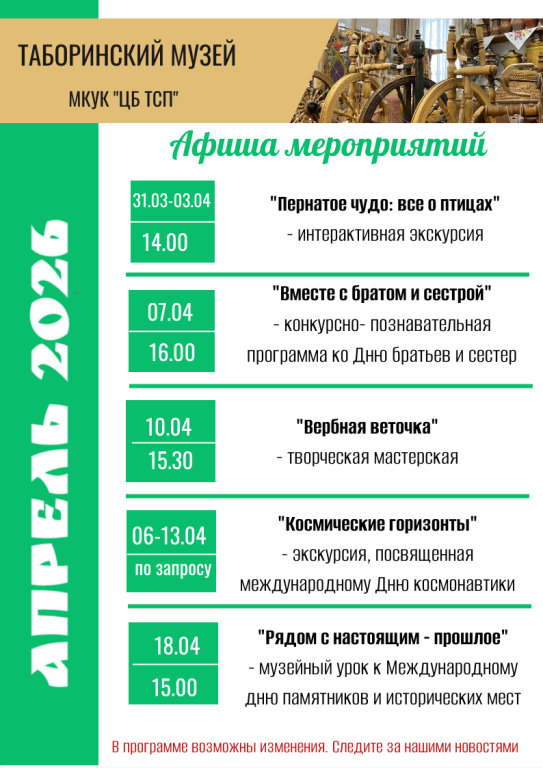 ТАБОРИНСКИЙ МУЗЕЙ
МКУК "ЦБ ТСП"
Афиша мероприятий
АПРЕЛЬ 2026
31.03-03.04
14.00
"Пернатое чудо: все о птицах"
- интерактивная экскурсия
07.04
16.00
"Вместе с братом и сестрой"
- конкурсно- познавательная
программа ко Дню братьев и сестер
10.04
15.30
"Вербная веточка"
- творческая мастерская
06-13.04
по запросу
"Космические горизонты"
- экскурсия, посвященная
международному Дню космонавтики
18.04
15.00
"Рядом с настоящим - прошлое"
- музейный урок к Международному
дню памятников и исторических мест
В программе возможны изменения. Следите за нашими новостями